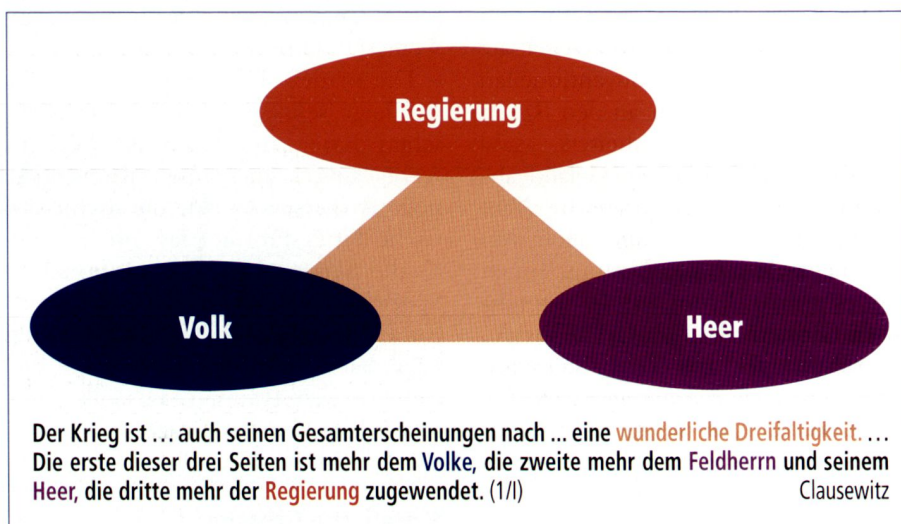 Regierung
Volk
Heer
Der Krieg ist ... auch seinen Gesamterscheinungen nach ... eine wunderliche Dreifaltigkeit. ...
Die erste dieser drei Seiten ist mehr dem Volke, die zweite mehr dem Feldherrn und seinem
Heer, die dritte mehr der Regierung zugewendet. (1/I) Clausewitz